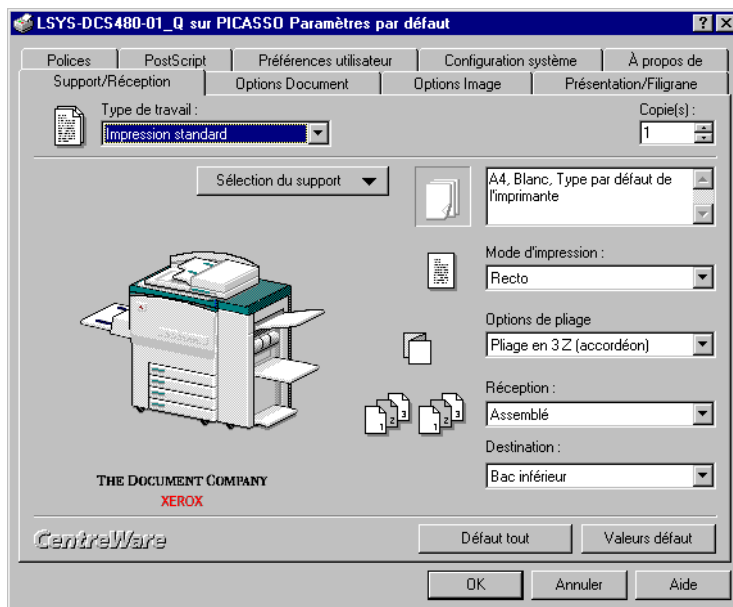 LSYS-DCS480-01_Q sur PICASSO Paramètres par défaut
Polices
PostScript
Préférences utilisateur
Configuration système
À propos de
Support/Réception
Options Document
Options Image
Présentation/Filigrane
Type de travail :
Copie(s) :
Impression standard
1
Sélection du support
A4, Blanc, Type par défaut de
l'imprimante
Mode d'impression :
Recto
Options de pliage
Pliage en 3 Z (accordéon)
Réception :
Assemblé
Destination :
Bac inférieur
THE DOCUMENT COMPANY
XEROX
CentreWare
Défaut tout
Valeurs défaut
OK
Annuler
Aide